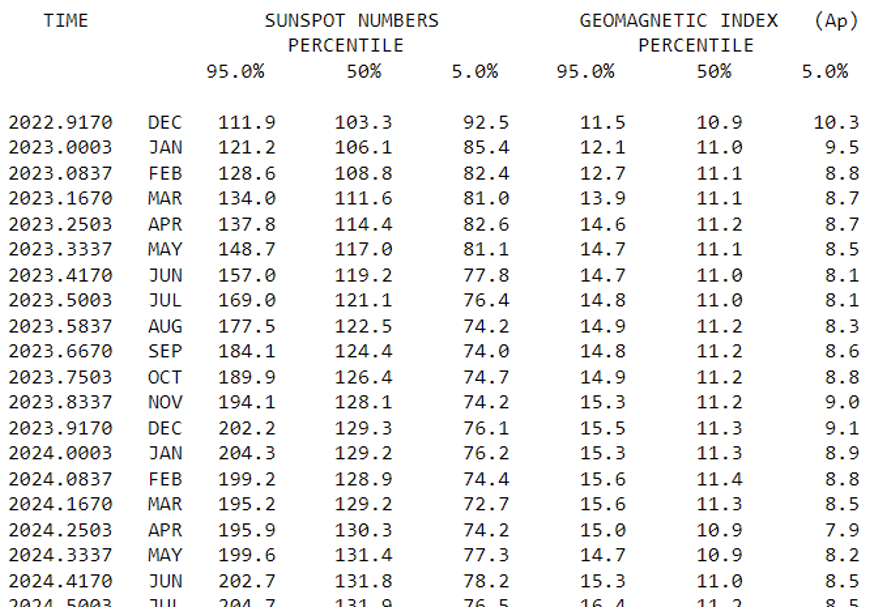 TIME SUNSPOT NUMBERS GEOMAGNETIC INDEX (Ap)
PERCENTILE PERCENTILE
95.0% 50% 5.0% 95.0% 50% 5.0%
2022.9170 DEC 111.9 103.3 92.5 11.5 10.9 10.3
2023.0003 JAN 121.2 106.1 85.4 12.1 11.0 9.5
2023.0837 FEB 128.6 108.8 82.4 12.7 11.1 8.8
2023.1670 MAR 134.0 111.6 81.0 13.9 11.1 8.7
2023.2503 APR 137.8 114.4 82.6 14.6 11.2 8.7
2023.3337 MAY 148.7 117.0 81.1 14.7 11.1 8.5
2023.4170 JUN 157.0 119.2 77.8 14.7 11.0 8.1
2023.5003 JUL 169.0 121.1 76.4 14.8 11.0 8.1
2023.5837 AUG 177.5 122.5 74.2 14.9 11.2 8.3
2023.6670 SEP 184.1 124.4 74.0 14.8 11.2 8.6
2023.7503 OCT 189.9 126.4 74.7 14.9 11.2 8.8
2023.8337 NOV 194.1 128.1 74.2 15.3 11.2 9.0
2023.9170 DEC 202.2 129.3 76.1 15.5 11.3 9.1
2024.0003 JAN 204.3 129.2 76.2 15.3 11.3 8.9
2024.0837 FEB 199.2 128.9 74.4 15.6 11.4 8.8
2024.1670 MAR 195.2 129.2 72.7 15.6 11.3 8.5
2024.2503 APR 195.9 130.3 74.2 15.0 10.9 7.9
2024.3337 MAY 199.6 131.4 77.3 14.7 10.9 8.2
2024.4170 JUN 202.7 131.8 78.2 15.3 11.0 8.5
2024.5003 JUL 204.7 131.9 76.5 16.4 11.2 8.5